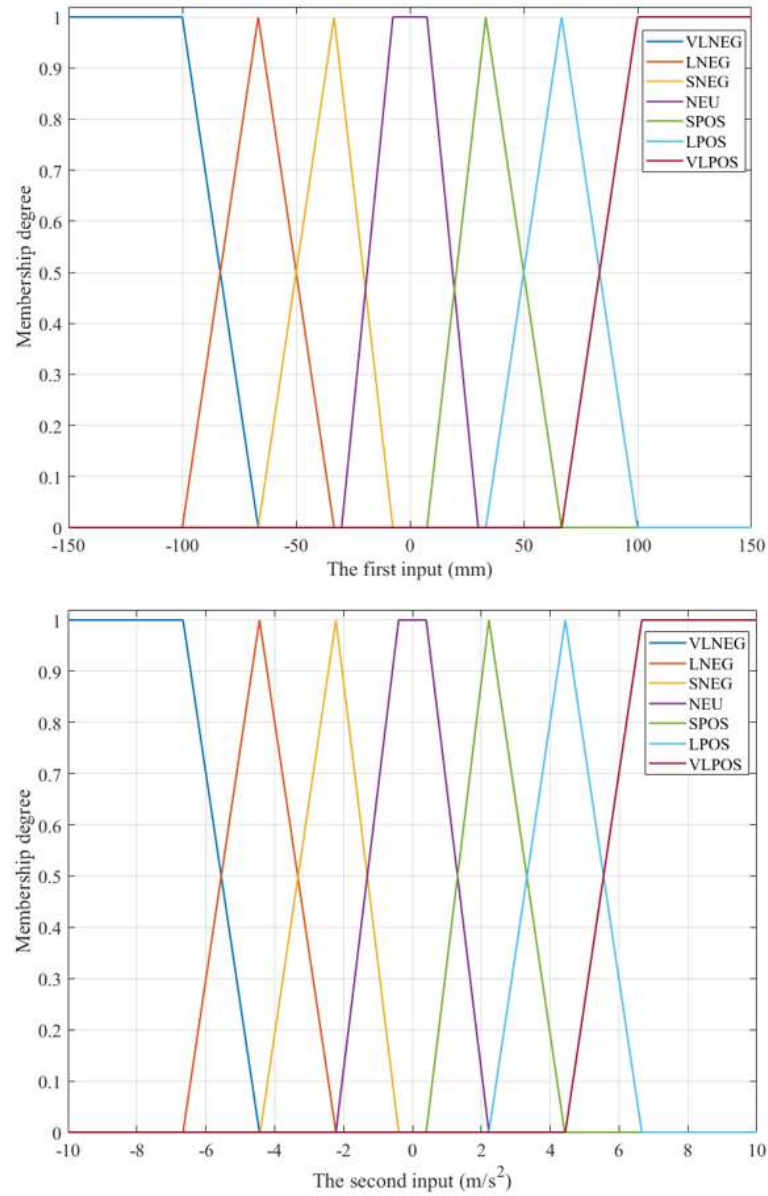 1
0.9
0.8
0.7
0.6
0.5
0.4
0.3
0.2
0.1
0
Membership degree
VLNEG
LNEG
SNEG
NEU
SPOS
LPOS
VLPOS
-150 -100 -50 0 50 100 150
The first input (mm)
1
0.9
0.8
0.7
0.6
0.5
0.4
0.3
0.2
0.1
0
Membership degree
VLNEG
LNEG
SNEG
NEU
SPOS
LPOS
VLPOS
-10 -8 -6 -4 -2 0 2 4 6 8 10
The second input (m/s²)